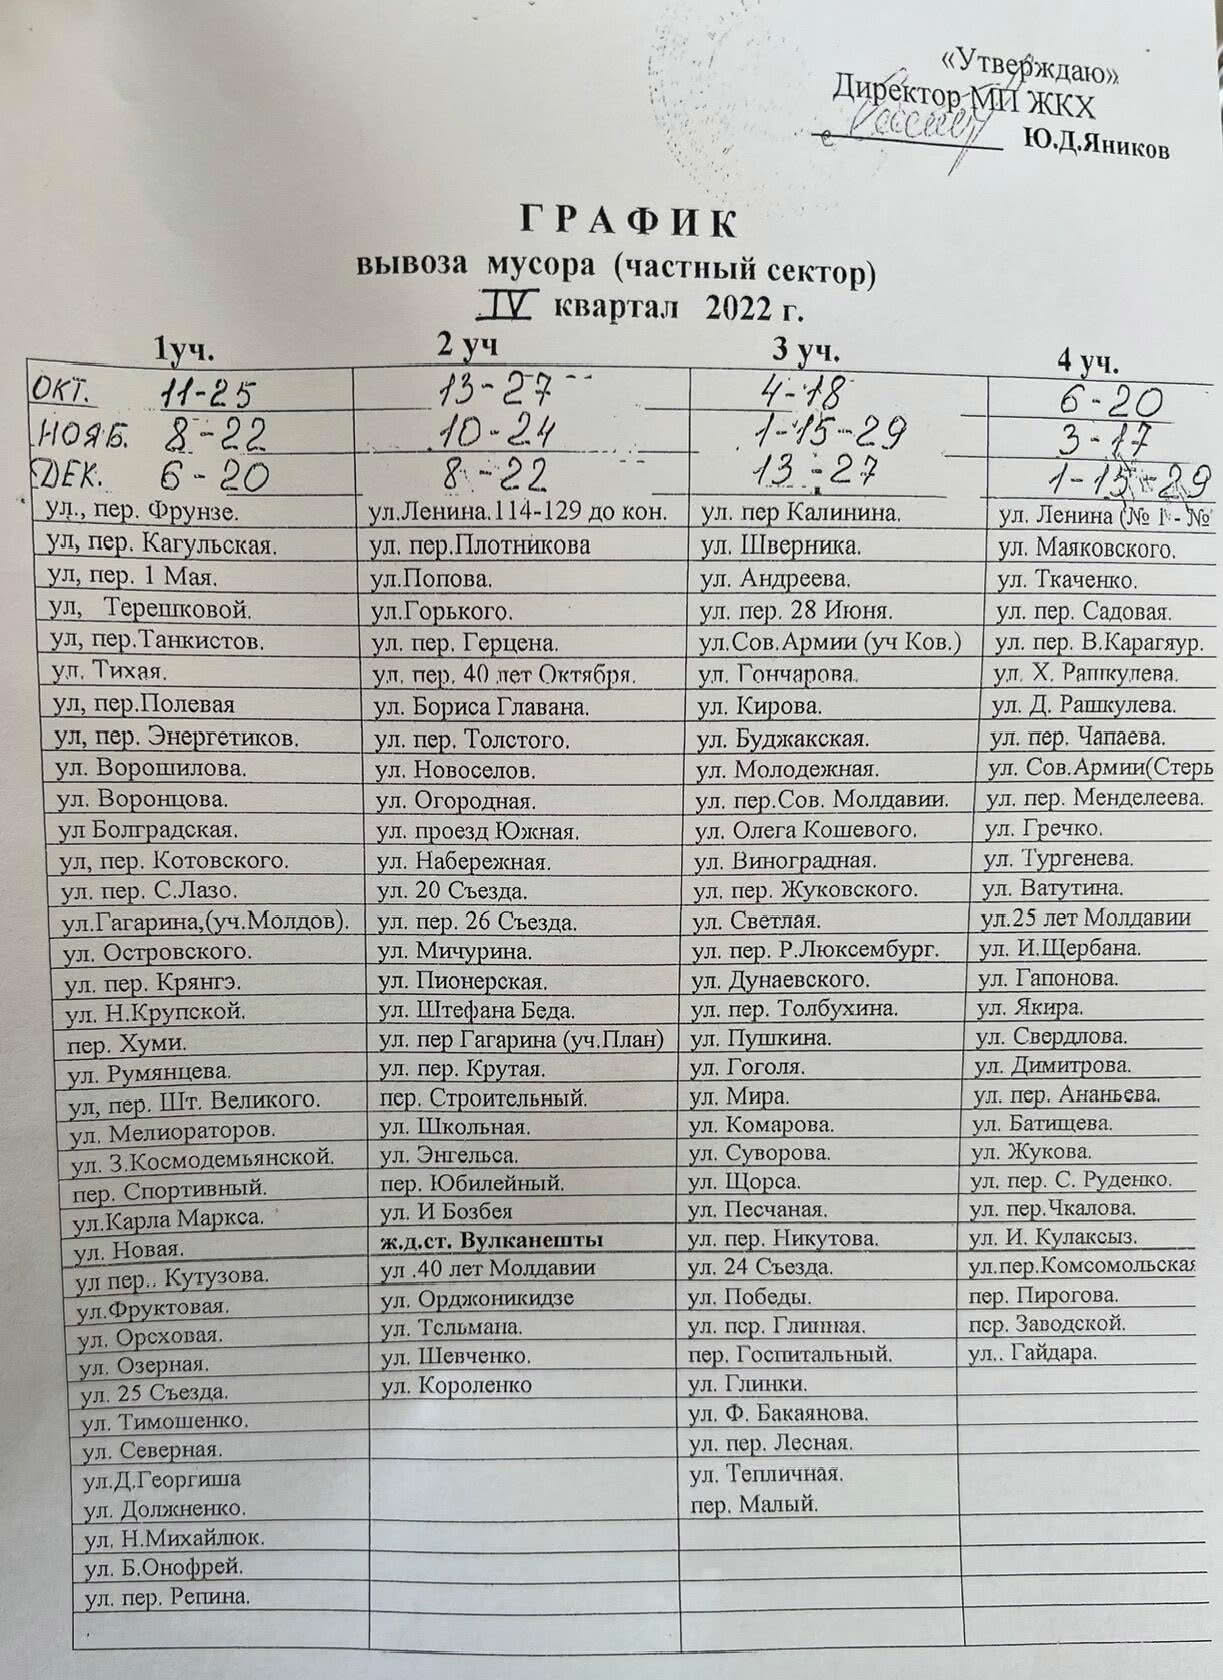 «Утверждаю»
Директор МП ЖКХ
Ю.Д.Яников
ГРАФИК
вывоза мусора (частный сектор)
IV квартал 2022 г.
1уч. 2 уч 3 уч. 4 уч.
ОКТ. 11-25 13-27 4-18 6-20
НОЯБ. 8-22 10-24 1-15-29 3-17
ДЕК. 6-20 8-22 13-27 1-15-29
ул., пер. Фрунзе. ул.Ленина.114-129 до кон. ул. пер Калинина. ул. Ленина (№ 1 - №
ул, пер. Кагульская. ул. пер.Плотникова ул. Шверника. ул. Маяковского.
ул, пер. 1 Мая. ул.Попова. ул. Андреева. ул. Ткаченко.
ул, Терешковой. ул.Горького. ул. пер. 28 Июня. ул. пер. Садовая.
ул, пер.Танкистов. ул. пер. Герцена. ул.Сов.Армии (уч Ков.) ул. пер. В.Карагяур.
ул. Тихая. ул. пер. 40 лет Октября. ул. Гончарова. ул. Х. Рашкулева.
ул, пер.Полевая ул. Бориса Главана. ул. Кирова. ул. Д. Рашкулева.
ул, пер. Энергетиков. ул. пер. Толстого. ул. Буджакская. ул. пер. Чапаева.
ул. Ворошилова. ул. Новоселов. ул. Молодежная. ул. Сов.Армии(Стерь
ул. Воронцова. ул. Огородная. ул. пер.Сов. Молдавии. ул. пер. Менделеева.
ул Болградская. ул. проезд Южная. ул. Олега Кошевого. ул. Гречко.
ул, пер. Котовского. ул. Набережная. ул. Виноградная. ул. Тургенева.
ул. пер. С.Лазо. ул. 20 Съезда. ул. пер. Жуковского. ул. Ватутина.
ул.Гагарина,(уч.Молдов). ул. пер. 26 Съезда. ул. Светлая. ул.25 лет Молдавии
ул. Островского. ул. Мичурина. ул. пер. Р.Люксембург. ул. И.Щербана.
ул. пер. Крянгэ. ул. Пионерская. ул. Дунаевского. ул. Гапонова.
ул. Н.Крупской. ул. Штефана Беда. ул. пер. Толбухина. ул. Якира.
пер. Хуми. ул. пер Гагарина (уч.План) ул. Пушкина. ул. Свердлова.
ул. Румянцева. ул. пер. Крутая. ул. Гоголя. ул. Димитрова.
ул, пер. Шт. Великого. пер. Строительный. ул. Мира. ул. пер. Ананьева.
ул. Мелиораторов. ул. Школьная. ул. Комарова. ул. Батищева.
ул. З.Космодемьянской. ул. Энгельса. ул. Суворова. ул. Жукова.
пер. Спортивный. пер. Юбилейный. ул. Щорса. ул. пер. С. Руденко.
ул.Карла Маркса. ул. И Бозбея ул. Песчаная. ул. пер.Чкалова.
ул. Новая. ж.д.ст. Вулканешты ул. пер. Никутова. ул. И. Кулаксыз.
ул пер.. Кутузова. ул .40 лет Молдавии ул. 24 Съезда. ул.пер.Комсомольская
ул.Фруктовая. ул. Орджоникидзе ул. Победы. пер. Пирогова.
ул. Ореховая. ул. Тельмана. ул. пер. Глинная. пер. Заводской.
ул. Озерная. ул. Шевченко. пер. Госпитальный. ул.. Гайдара.
ул. 25 Съезда. ул. Короленко ул. Глинки.
ул. Тимошенко. ул. Ф. Бакаянова.
ул. Северная. ул. пер. Лесная.
ул.Д.Георгиша ул. Тепличная.
ул. Должненко. пер. Малый.
ул. Н.Михайлюк.
ул. Б.Онофрей.
ул. пер. Репина.